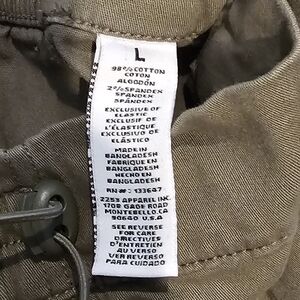 L
98% COTTON
COTON
ALGODÓN
2% SPANDEX
SPANDEX
SPANDEX
EXCLUSIVE OF
ELASTIC
EXCLUSIF DE
L'ÉLASTIQUE
EXCLUSIVO DE
ELÁSTICO
MADE IN
BANGLADESH
FABRIQUÉ EN
BANGLADESH
HECHO EN
BANGLADESH
RN#: 133647
2253 APPAREL INC.
1708 GAGE ROAD
MONTEBELLO, CA
90640 U.S.A
SEE REVERSE
FOR CARE
DIRECTIVES
D'ENTRETIEN
AU VERSO
VER REVERSO
PARA CUIDADO